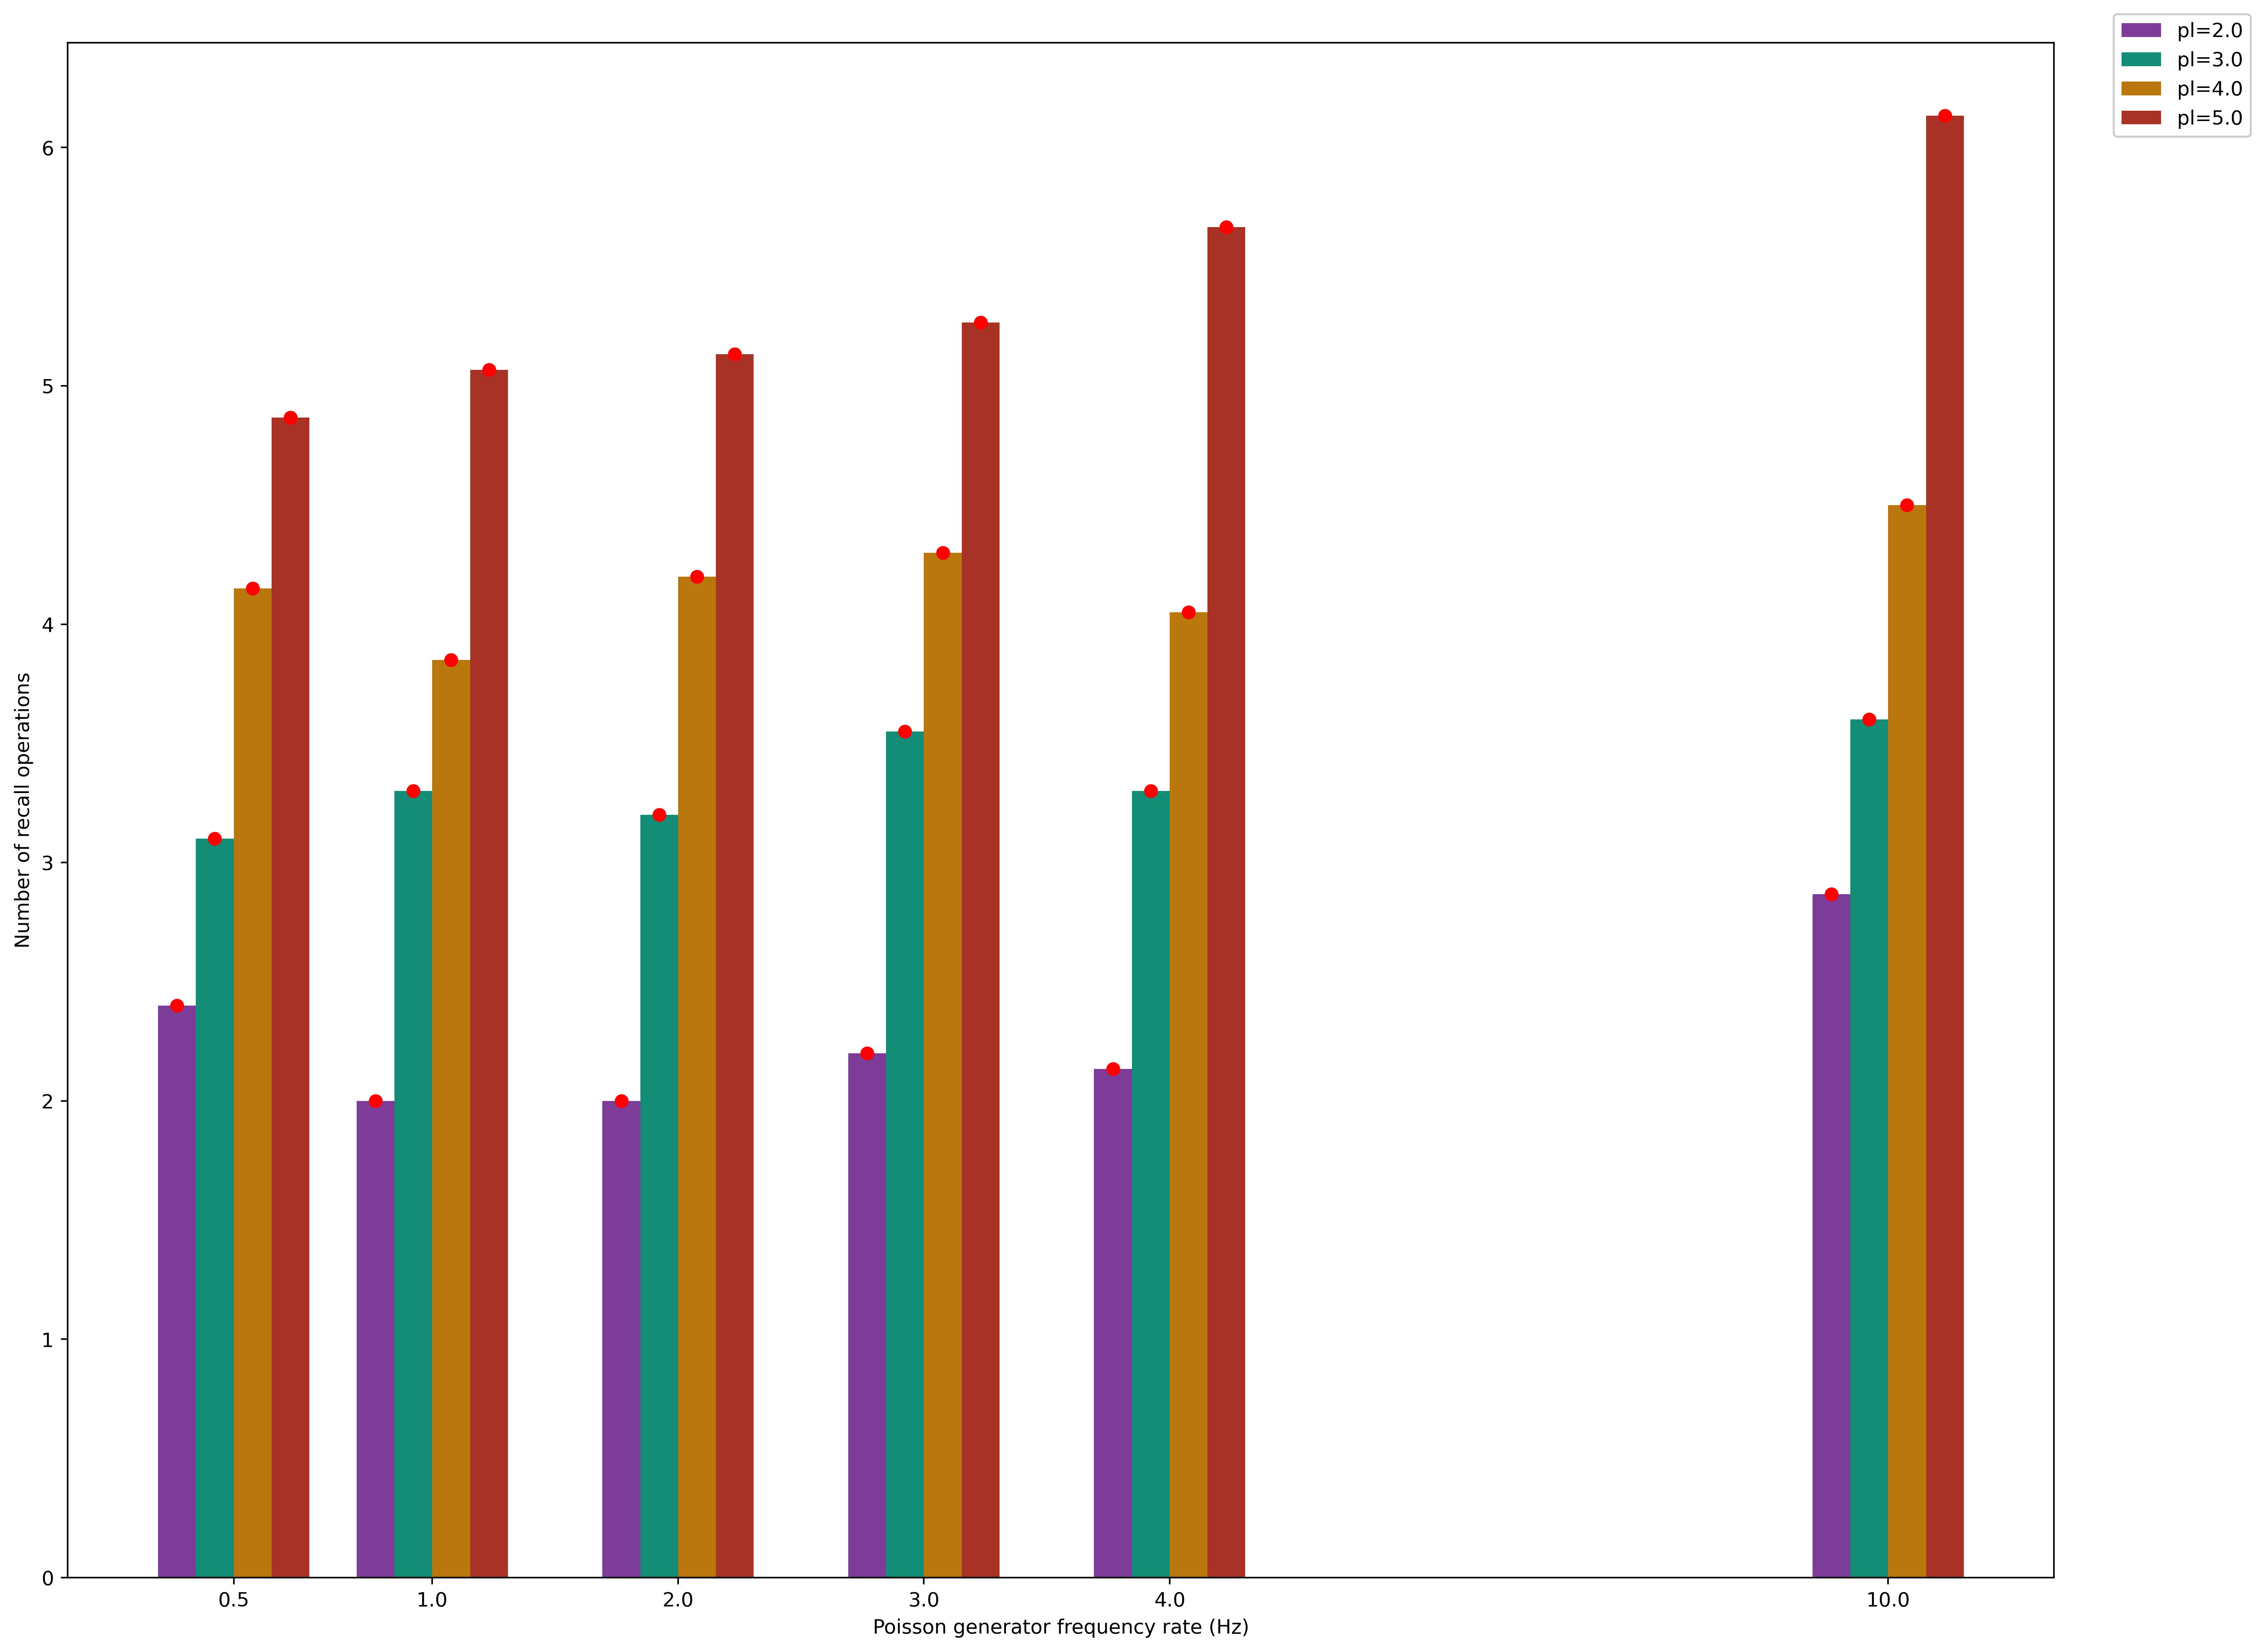 pl=2.0
pl=3.0
pl=4.0
pl=5.0
6
5
4
3
2
1
0
Number of recall operations
0.5 1.0 2.0 3.0 4.0 10.0
Poisson generator frequency rate (Hz)